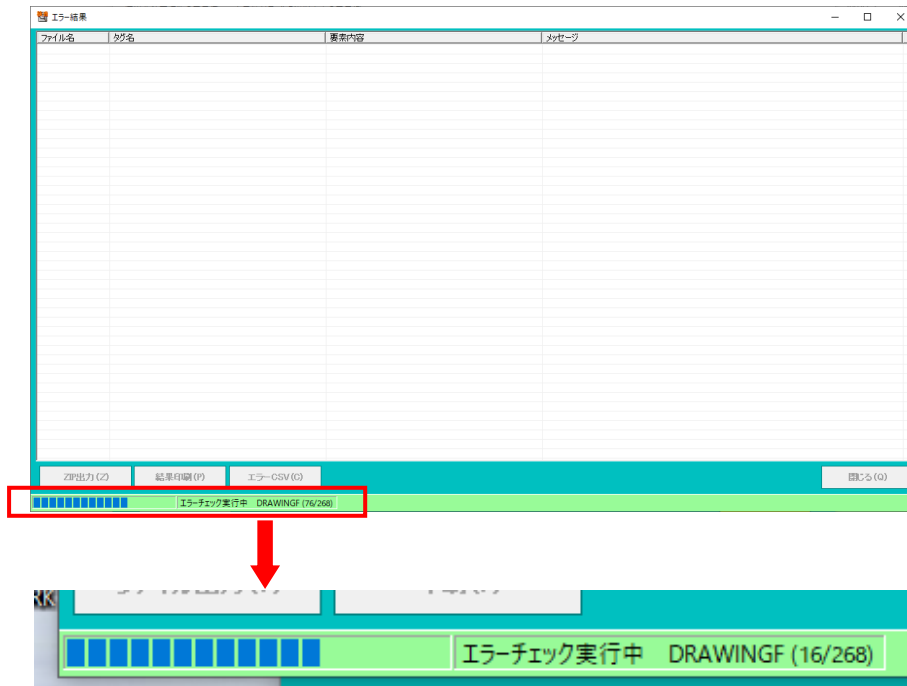 エラー結果
ファイル名 タグ名 要素内容 メッセージ
ZIP出力(Z) 結果印刷(P) エラーCSV(C) 閉じる(Q)
エラーチェック実行中 DRAWINGF (76/268)
エラーチェック実行中 DRAWINGF (16/268)